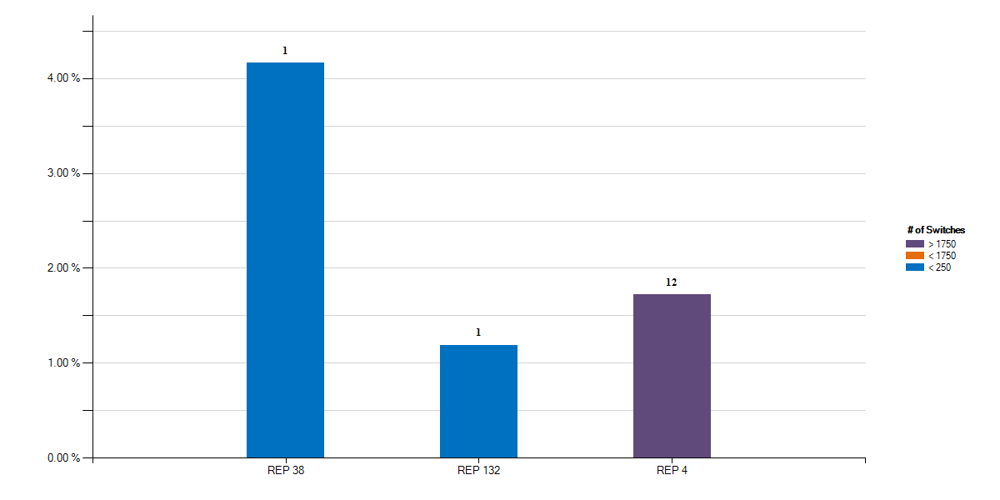 1
4.00 %
3.00 %
2.00 %
1.00 %
0.00 %
12
1
REP 38
REP 132
REP 4
# of Switches
> 1750
< 1750
< 250